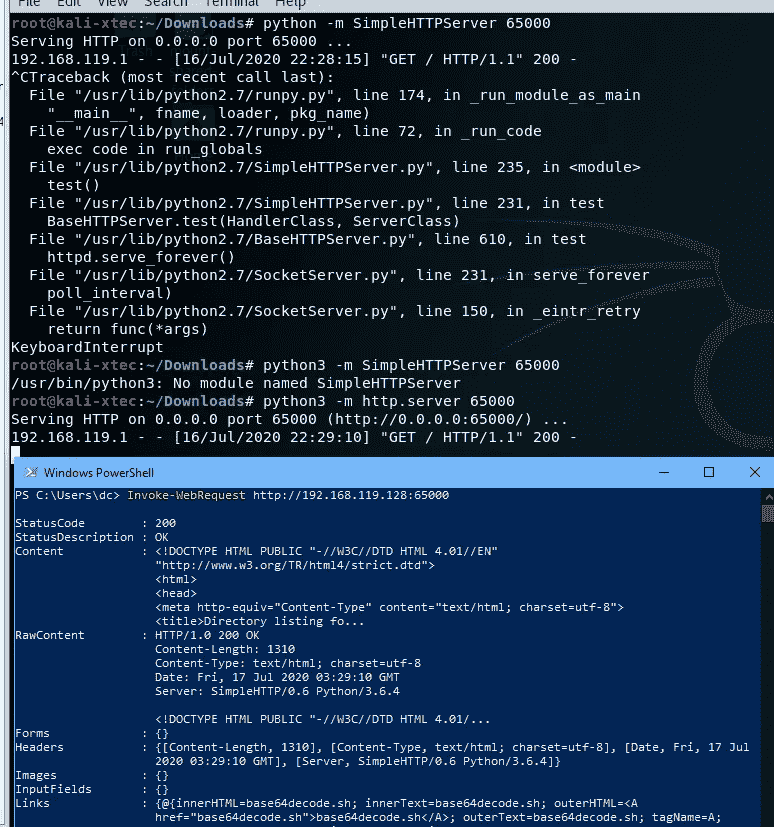 File Edit View Search Terminal Help
root@kali-xtec:~/Downloads# python -m SimpleHTTPServer 65000
Serving HTTP on 0.0.0.0 port 65000 ...
192.168.119.1 - - [16/Jul/2020 22:28:15] "GET / HTTP/1.1" 200 -
^CTraceback (most recent call last):
  File "/usr/lib/python2.7/runpy.py", line 174, in _run_module_as_main
    "__main__", fname, loader, pkg_name)
  File "/usr/lib/python2.7/runpy.py", line 72, in _run_code
    exec code in run_globals
  File "/usr/lib/python2.7/SimpleHTTPServer.py", line 235, in <module>
    test()
  File "/usr/lib/python2.7/SimpleHTTPServer.py", line 231, in test
    BaseHTTPServer.test(HandlerClass, ServerClass)
  File "/usr/lib/python2.7/BaseHTTPServer.py", line 610, in test
    httpd.serve_forever()
  File "/usr/lib/python2.7/SocketServer.py", line 231, in serve_forever
    poll_interval)
  File "/usr/lib/python2.7/SocketServer.py", line 150, in _eintr_retry
    return func(*args)
KeyboardInterrupt
root@kali-xtec:~/Downloads# python3 -m SimpleHTTPServer 65000
/usr/bin/python3: No module named SimpleHTTPServer
root@kali-xtec:~/Downloads# python3 -m http.server 65000
Serving HTTP on 0.0.0.0 port 65000 (http://0.0.0.0:65000/) ...
192.168.119.1 - - [16/Jul/2020 22:29:10] "GET / HTTP/1.1" 200 -
Windows PowerShell
PS C:\Users\dc> Invoke-WebRequest http://192.168.119.128:65000
StatusCode        : 200
StatusDescription : OK
Content           : <!DOCTYPE HTML PUBLIC "-//W3C//DTD HTML 4.01//EN"
                    "http://www.w3.org/TR/html4/strict.dtd">
                    <html>
                    <head>
                    <meta http-equiv="Content-Type" content="text/html; charset=utf-8">
                    <title>Directory listing fo...
RawContent        : HTTP/1.0 200 OK
                    Content-Length: 1310
                    Content-Type: text/html; charset=utf-8
                    Date: Fri, 17 Jul 2020 03:29:10 GMT
                    Server: SimpleHTTP/0.6 Python/3.6.4
                    <!DOCTYPE HTML PUBLIC "-//W3C//DTD HTML 4.01/...
Forms             : {}
Headers           : {[Content-Length, 1310], [Content-Type, text/html; charset=utf-8], [Date, Fri, 17 Jul
                    2020 03:29:10 GMT], [Server, SimpleHTTP/0.6 Python/3.6.4]}
Images            : {}
InputFields       : {}
Links             : {@{innerHTML=base64decode.sh; innerText=base64decode.sh; outerHTML=<A
                    href="base64decode.sh">base64decode.sh</A>; outerText=base64decode.sh; tagName=A;